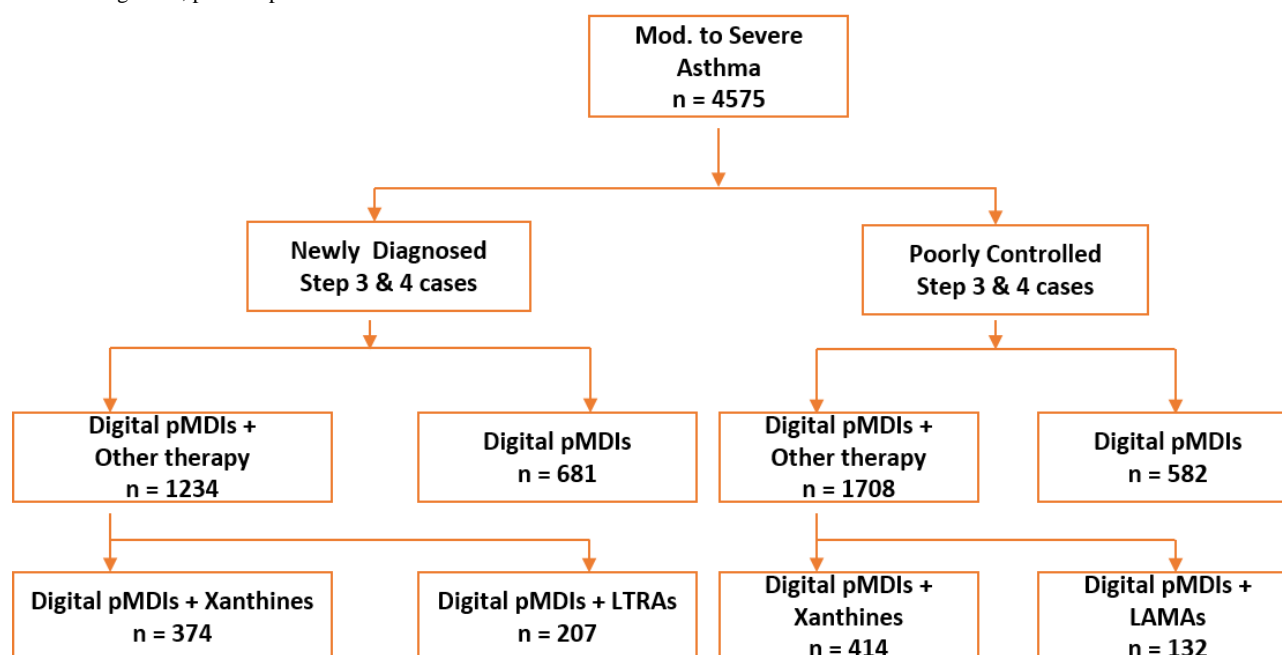 Mod. to Severe
Asthma
n = 4575
Newly Diagnosed
Step 3 & 4 cases
Poorly Controlled
Step 3 & 4 cases
Digital pMDIs +
Other therapy
n = 1234
Digital pMDIs
n = 681
Digital pMDIs +
Other therapy
n = 1708
Digital pMDIs
n = 582
Digital pMDIs + Xanthines
n = 374
Digital pMDIs + LTRAs
n = 207
Digital pMDIs +
Xanthines
n = 414
Digital pMDIs +
LAMAs
n = 132